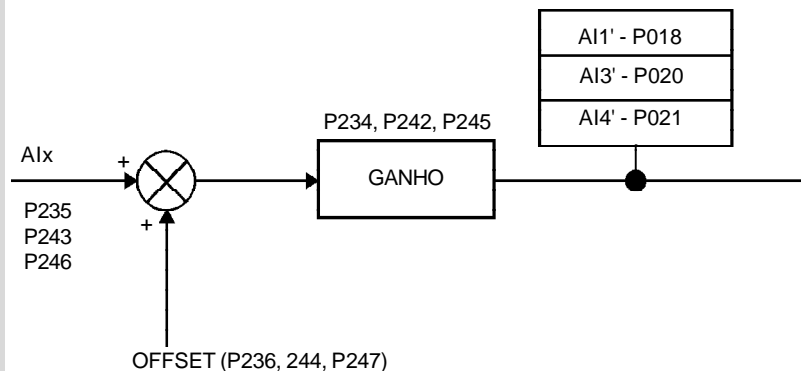 AI1' - P018
AI3' - P020
AI4' - P021
P234, P242, P245
GANHO
AIx
+
P235
P243
P246
+
OFFSET (P236, 244, P247)